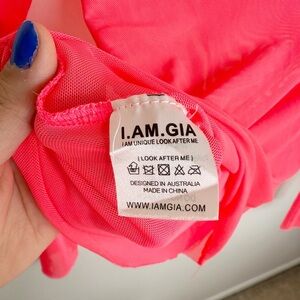 I.AM.GIA
I AM UNIQUE LOOK AFTER ME
( LOOK AFTER ME )
DESIGNED IN AUSTRALIA
MADE IN CHINA
WWW.IAMGIA.COM